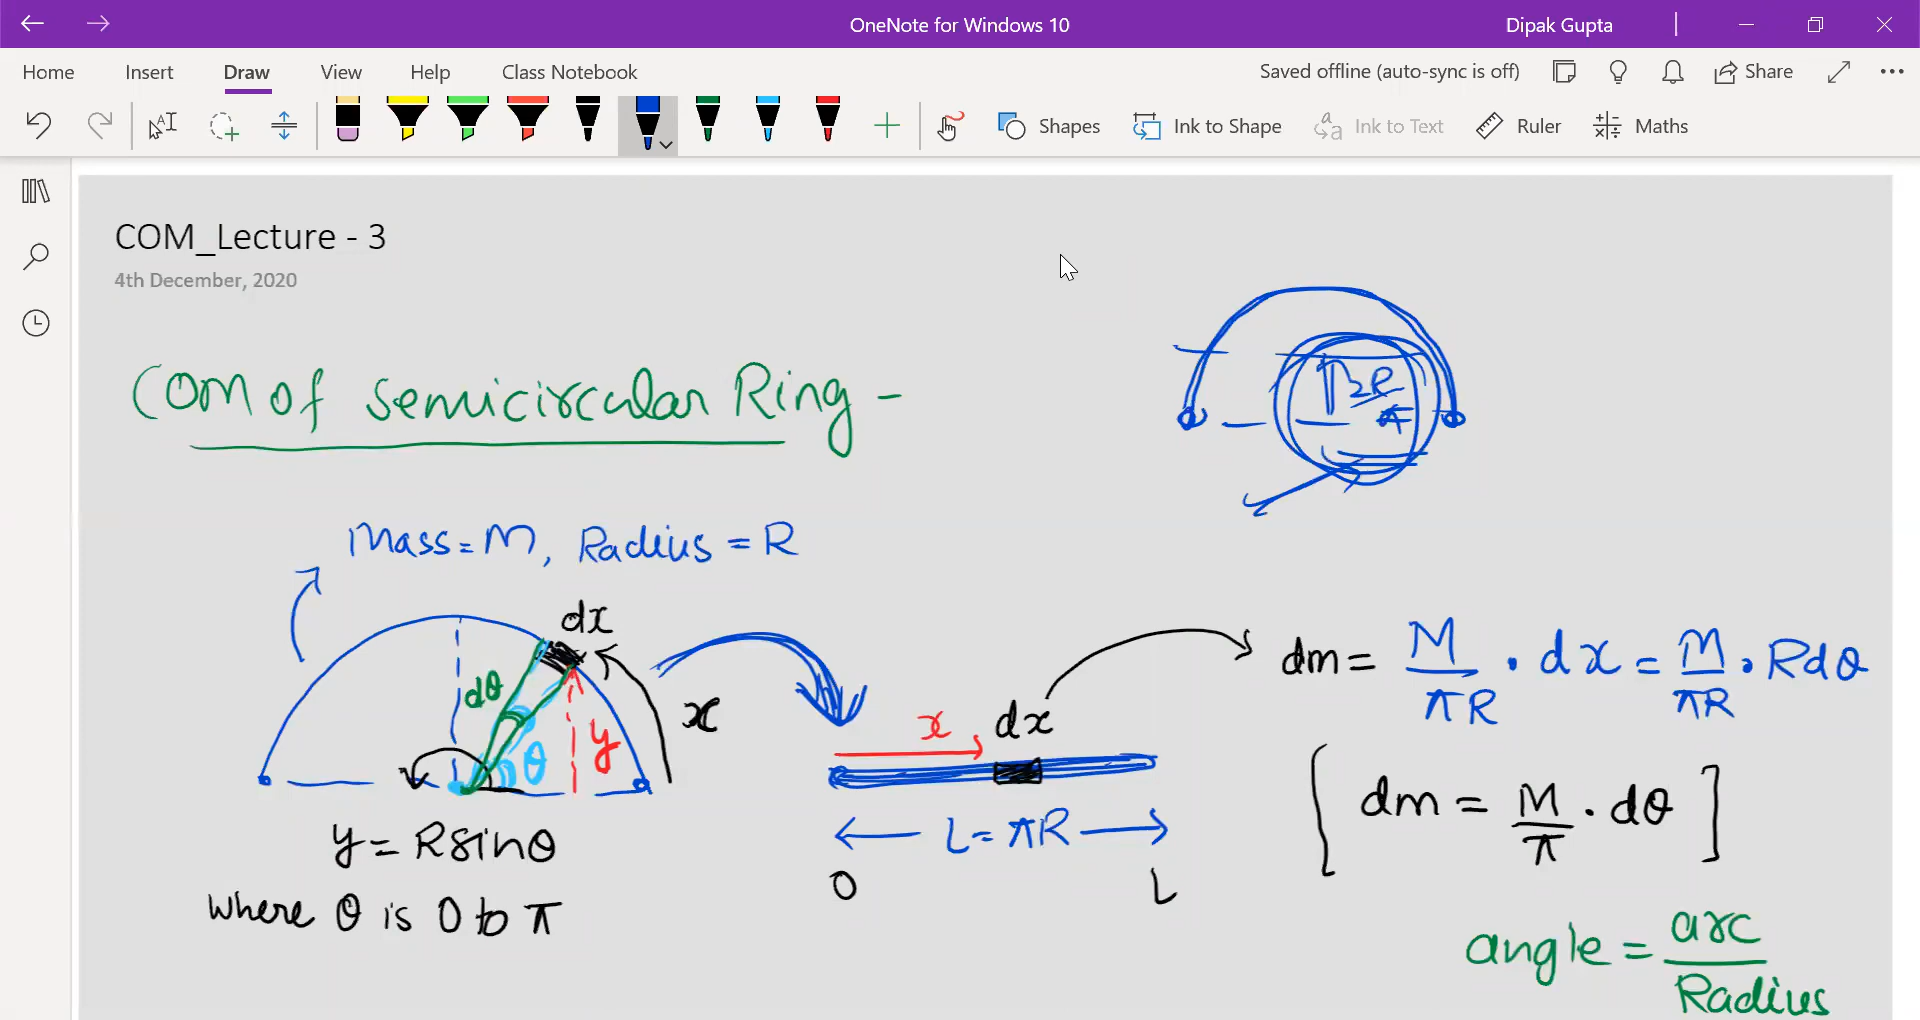 OneNote for Windows 10
Dipak Gupta
Home Insert Draw View Help Class Notebook
Saved offline (auto-sync is off) Share
Shapes Ink to Shape Ink to Text Ruler Maths
COM_Lecture - 3
4th December, 2020
COM of Semicircular Ring -
2R
π
Mass = M, Radius = R
dx
dθ
θ
y
x
x dx
L = πR
0 L
y = R sinθ
where θ is 0 to π
dm = M/πR · dx = M/πR · Rdθ
[ dm = M/π · dθ ]
angle = arc/Radius